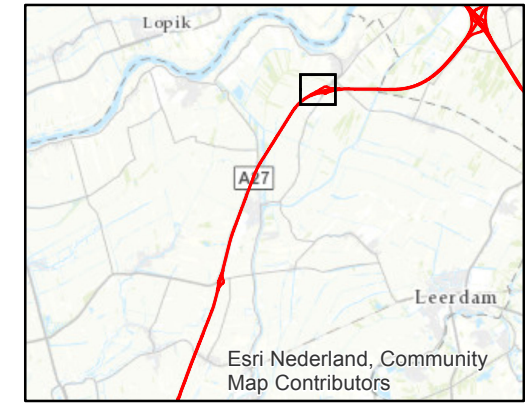 Lopik
A27
Leerdam
Esri Nederland, Community
Map Contributors